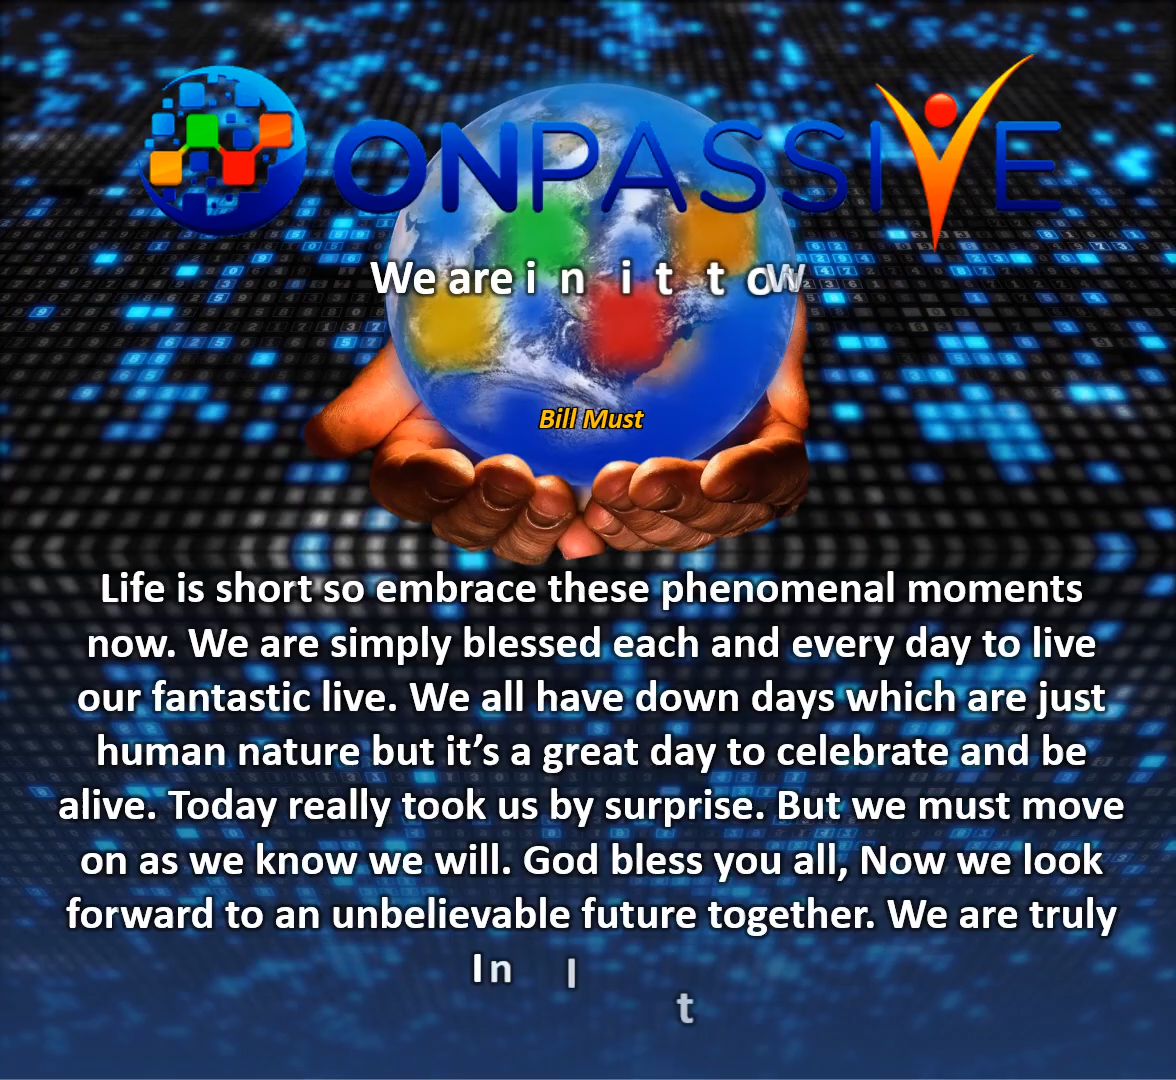 ONPASSIVE
We are i n i t t o W
Bill Must
Life is short so embrace these phenomenal moments
now. We are simply blessed each and every day to live
our fantastic live. We all have down days which are just
human nature but it’s a great day to celebrate and be
alive. Today really took us by surprise. But we must move
on as we know we will. God bless you all, Now we look
forward to an unbelievable future together. We are truly
In I
t